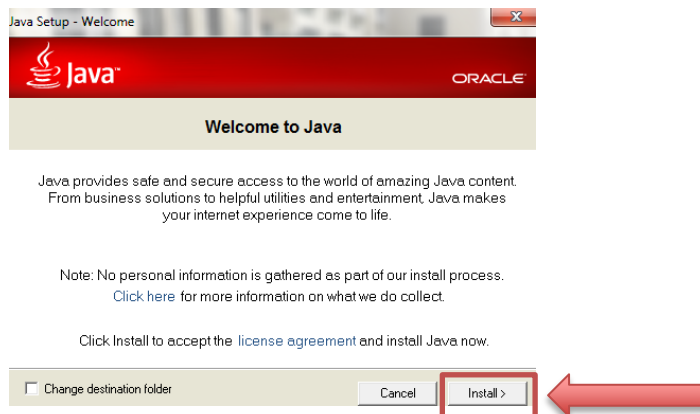 Java Setup - Welcome
x
Java™
ORACLE
Welcome to Java
Java provides safe and secure access to the world of amazing Java content.
From business solutions to helpful utilities and entertainment, Java makes
your internet experience come to life.
Note: No personal information is gathered as part of our install process.
Click here for more information on what we do collect.
Click Install to accept the license agreement and install Java now.
Change destination folder
Cancel
Install >